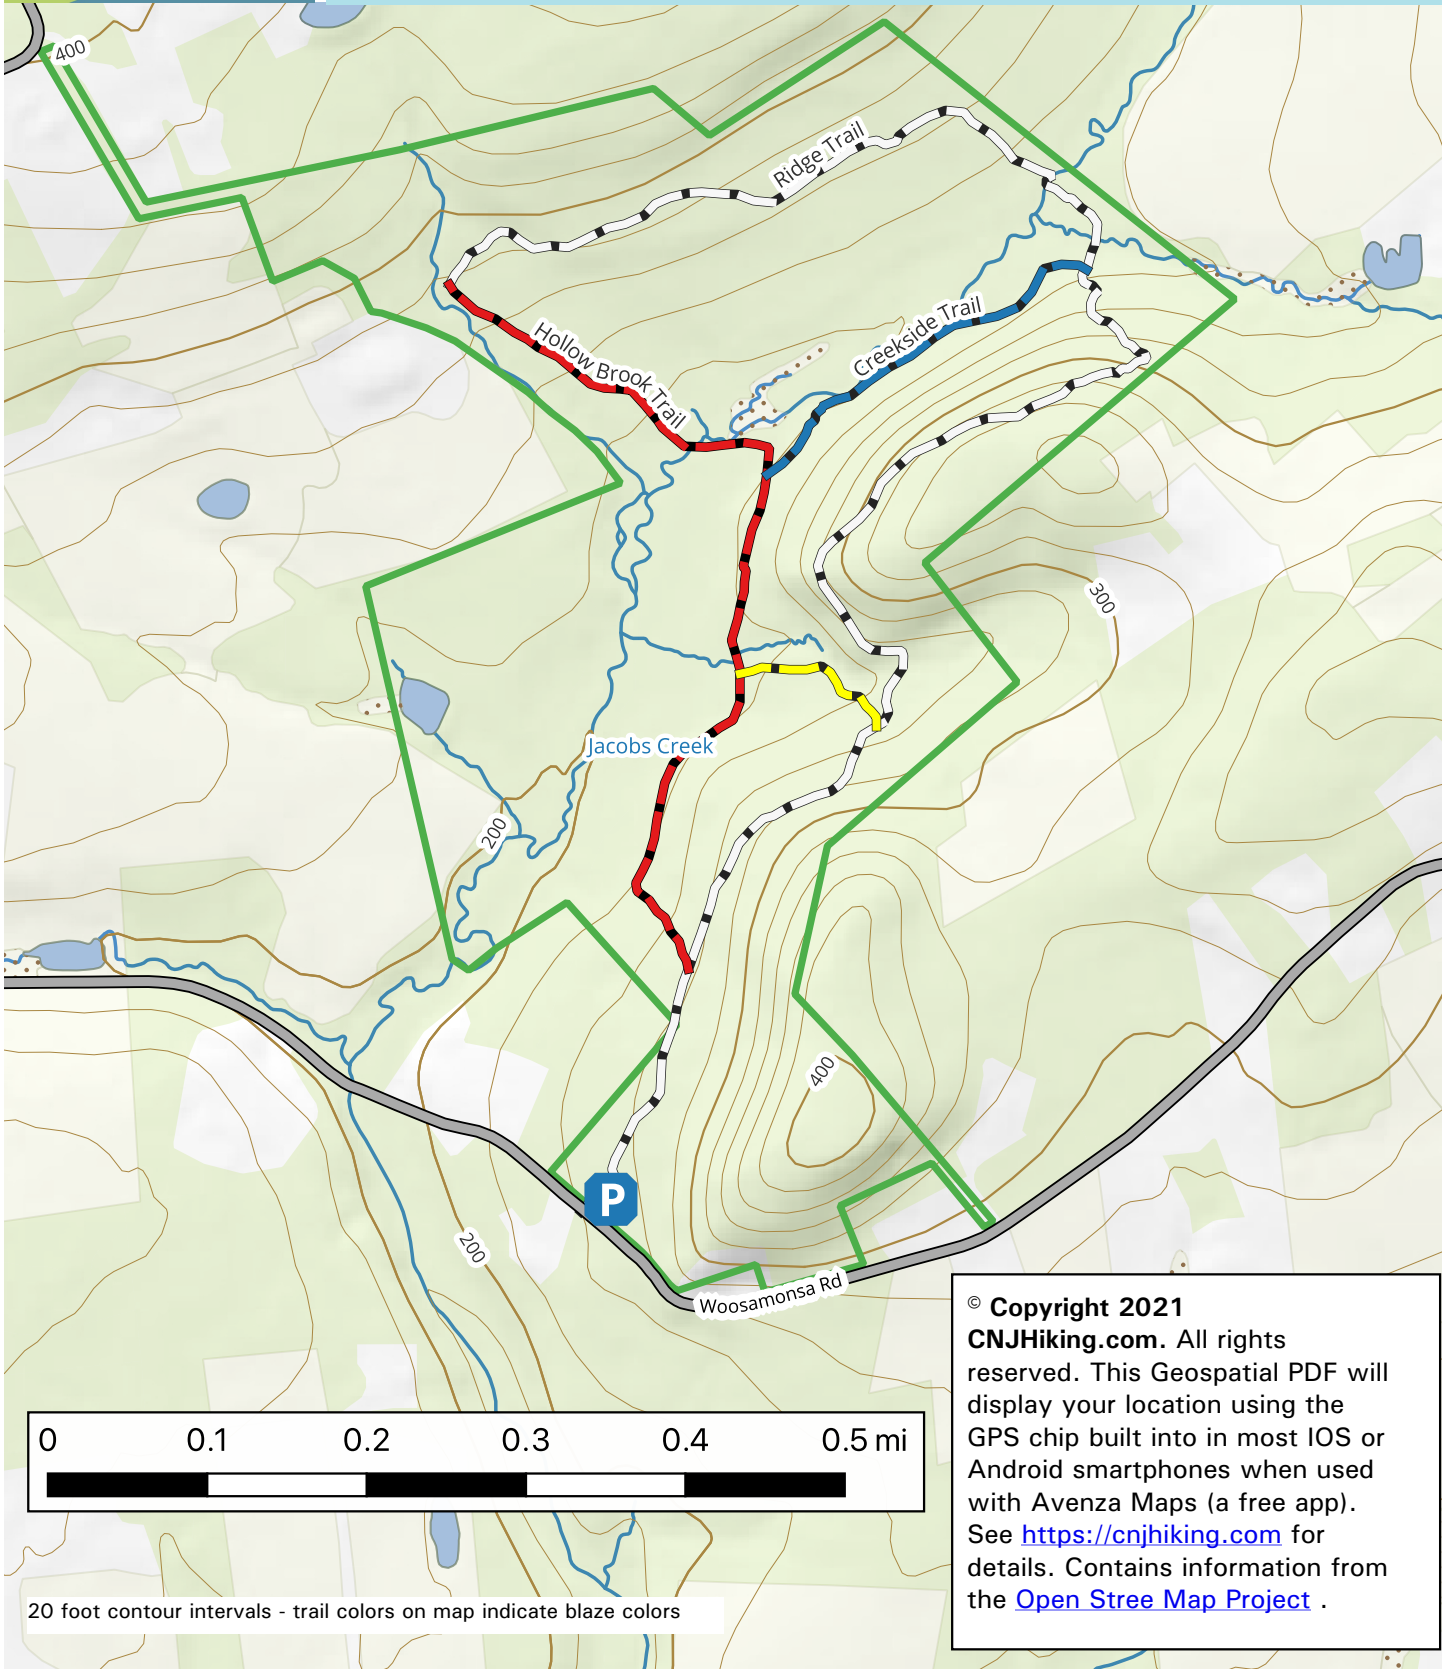 400
Ridge Trail
Hollow Brook Trail
Creekside Trail
300
Jacobs Creek
200
400
200
P
Woosamonsa Rd
© Copyright 2021
CNJHiking.com. All rights
reserved. This Geospatial PDF will
display your location using the
GPS chip built into in most IOS or
Android smartphones when used
with Avenza Maps (a free app).
See https://cnjhiking.com for
details. Contains information from
the Open Stree Map Project .
0 0.1 0.2 0.3 0.4 0.5 mi
20 foot contour intervals - trail colors on map indicate blaze colors